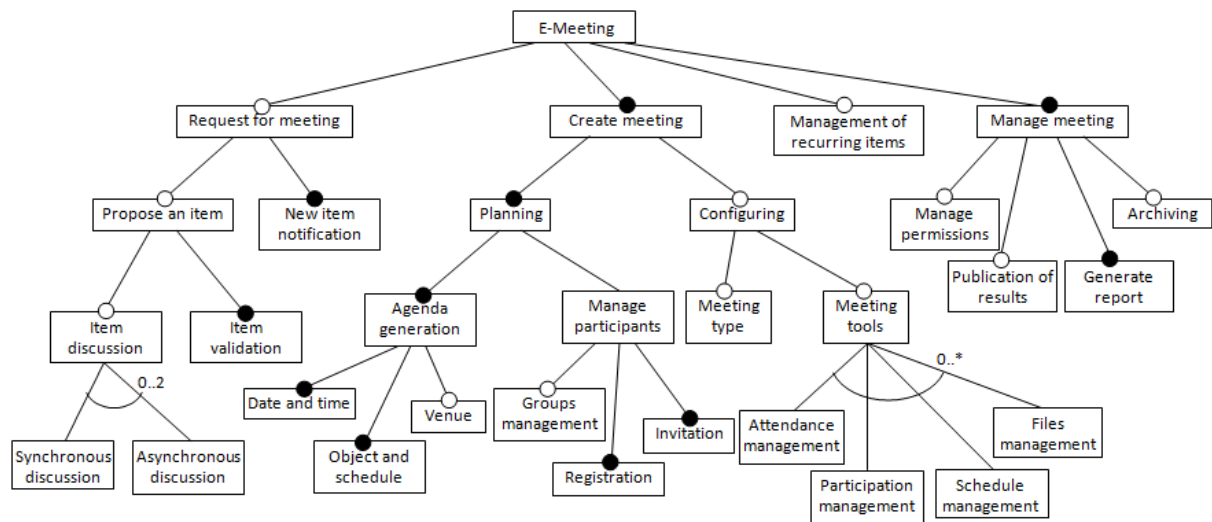 E-Meeting
Request for meeting
Create meeting
Management of
recurring items
Manage meeting
Propose an item
New item
notification
Planning
Configuring
Manage
permissions
Archiving
Publication of
results
Generate
report
Item
discussion
Item
validation
Agenda
generation
Manage
participants
Meeting
type
Meeting
tools
0..2
0..*
Date and time
Venue
Groups
management
Invitation
Attendance
management
Files
management
Synchronous
discussion
Asynchronous
discussion
Object and
schedule
Registration
Participation
management
Schedule
management